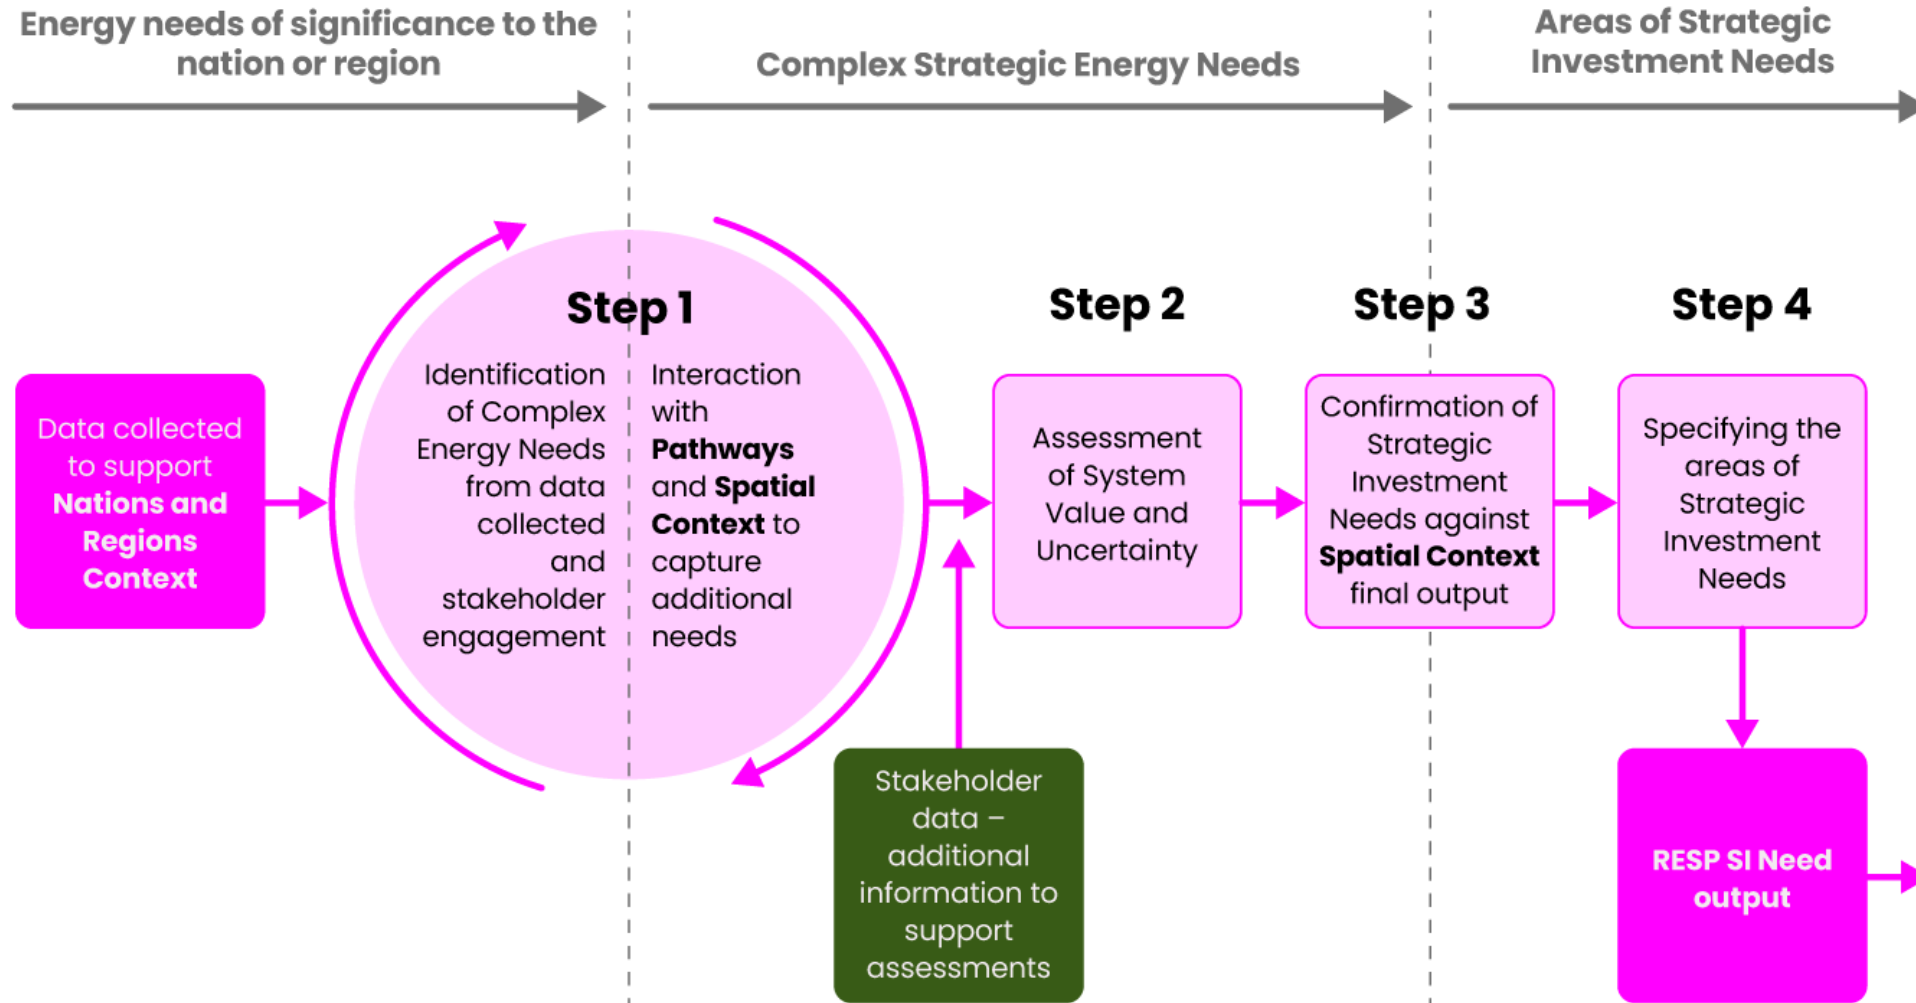 Energy needs of significance to the
nation or region
Complex Strategic Energy Needs
Areas of Strategic
Investment Needs
Data collected
to support
Nations and
Regions
Context
Step 1
Identification
of Complex
Energy Needs
from data
collected
and
stakeholder
engagement
Interaction
with
Pathways
and Spatial
Context to
capture
additional
needs
Stakeholder
data –
additional
information to
support
assessments
Step 2
Assessment
of System
Value and
Uncertainty
Step 3
Confirmation of
Strategic
Investment
Needs against
Spatial Context
final output
Step 4
Specifying the
areas of
Strategic
Investment
Needs
RESP SI Need
output